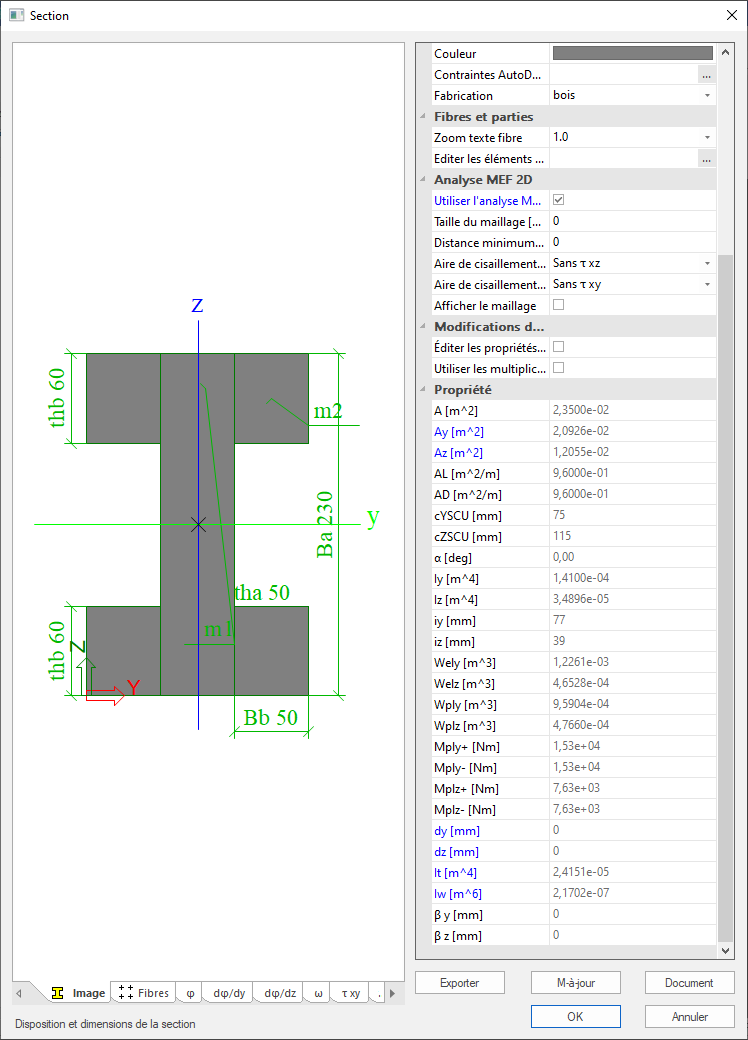 Section
z
thb 60
m2
Ba 230
y
tha 50
m1
thb 60
Z
Y
Bb 50
Couleur
Contraintes AutoD... ...
Fabrication bois
Fibres et parties
Zoom texte fibre 1.0
Editer les éléments ... ...
Analyse MEF 2D
Utiliser l'analyse M...
Taille du maillage [... 0
Distance minimum... 0
Aire de cisaillement... Sans τ xz
Aire de cisaillement... Sans τ xy
Afficher le maillage
Modifications d...
Éditer les propriétés...
Utiliser les multiplic...
Propriété
A [m^2] 2,3500e-02
Ay [m^2] 2,0926e-02
Az [m^2] 1,2055e-02
AL [m^2/m] 9,6000e-01
AD [m^2/m] 9,6000e-01
cYSCU [mm] 75
cZSCU [mm] 115
α [deg] 0,00
Iy [m^4] 1,4100e-04
Iz [m^4] 3,4896e-05
iy [mm] 77
iz [mm] 39
Wely [m^3] 1,2261e-03
Welz [m^3] 4,6528e-04
Wply [m^3] 9,5904e-04
Wplz [m^3] 4,7660e-04
Mply+ [Nm] 1,53e+04
Mply- [Nm] 1,53e+04
Mplz+ [Nm] 7,63e+03
Mplz- [Nm] 7,63e+03
dy [mm] 0
dz [mm] 0
It [m^4] 2,4151e-05
Iw [m^6] 2,1702e-07
β y [mm] 0
β z [mm] 0
Image Fibres φ dφ/dy dφ/dz ω τ xy .
Exporter M-à-jour Document
Disposition et dimensions de la section
OK Annuler